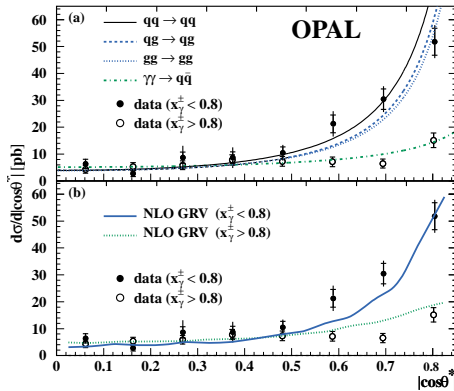 (a)
OPAL
qq → qq
qg → qg
gg → gg
γγ → qq̄
data (x±γ < 0.8)
data (x±γ > 0.8)
60
50
40
30
20
10
0
dσ/d|cosθ*| [pb]
(b)
NLO GRV (x±γ < 0.8)
NLO GRV (x±γ > 0.8)
data (x±γ < 0.8)
data (x±γ > 0.8)
60
50
40
30
20
10
0
0 0.1 0.2 0.3 0.4 0.5 0.6 0.7 0.8
|cosθ*|